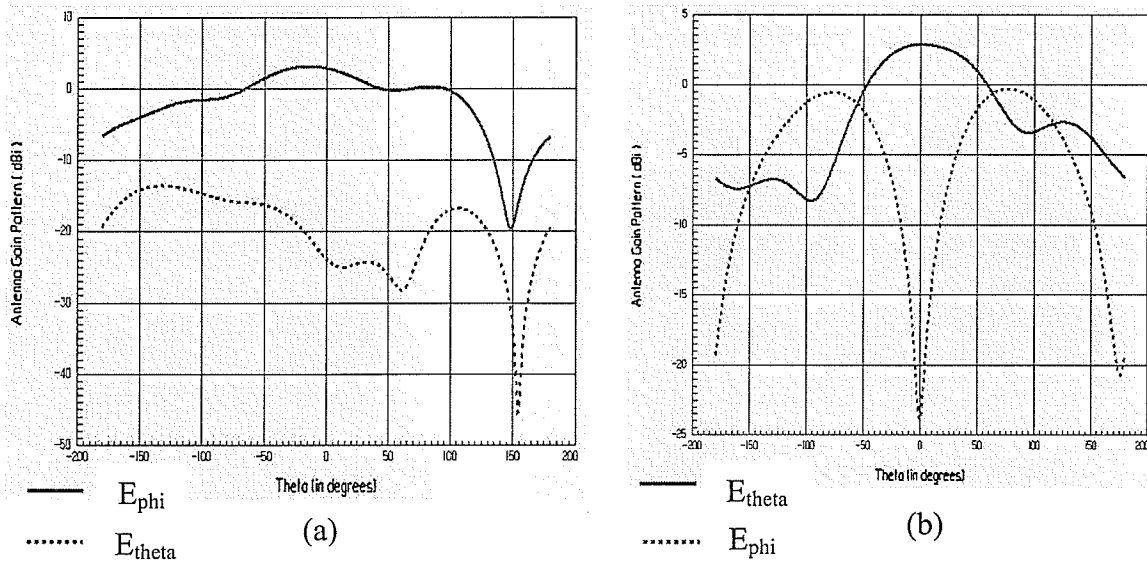 Antenna Gain Pattern ( dBi )
10
0
-10
-20
-30
-40
-50
-200 -150 -100 -50 0 50 100 150 200
Theta (in degrees)
E_phi
E_theta
(a)
Antenna Gain Pattern ( dBi )
5
0
-5
-10
-15
-20
-25
-200 -150 -100 -50 0 50 100 150 200
Theta (in degrees)
E_theta
E_phi
(b)